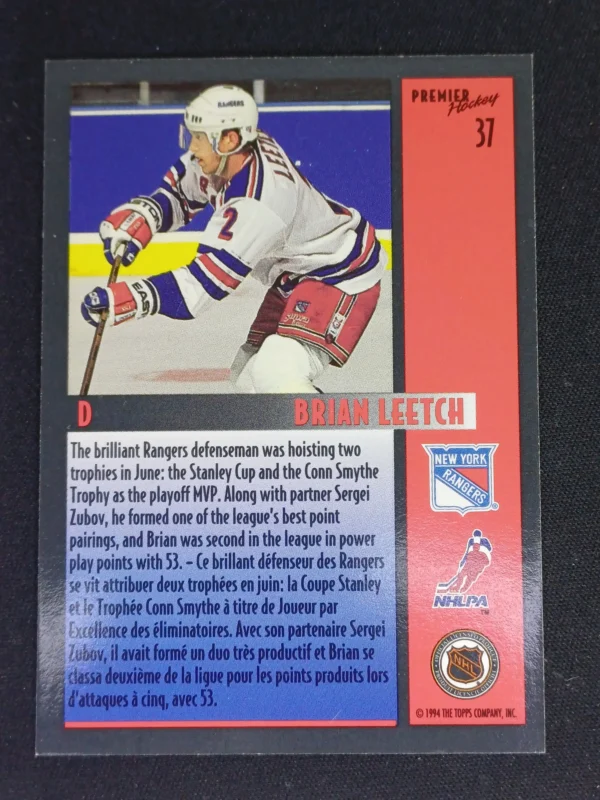 PREMIER
Hockey
37
RANGERS
LEETCH
2
EASTON
D
BRIAN LEETCH
The brilliant Rangers defenseman was hoisting two
trophies in June: the Stanley Cup and the Conn Smythe
Trophy as the playoff MVP. Along with partner Sergei
Zubov, he formed one of the league's best point
pairings, and Brian was second in the league in power
play points with 53. – Ce brillant défenseur des Rangers
se vit attribuer deux trophées en juin: la Coupe Stanley
et le Trophée Conn Smythe à titre de Joueur par
Excellence des éliminatoires. Avec son partenaire Sergei
Zubov, il avait formé un duo très productif et Brian se
classa deuxième de la ligue pour les points produits lors
d'attaques à cinq, avec 53.
NEW YORK
RANGERS
®
NHLPA
™
NHL
© 1994 THE TOPPS COMPANY, INC.